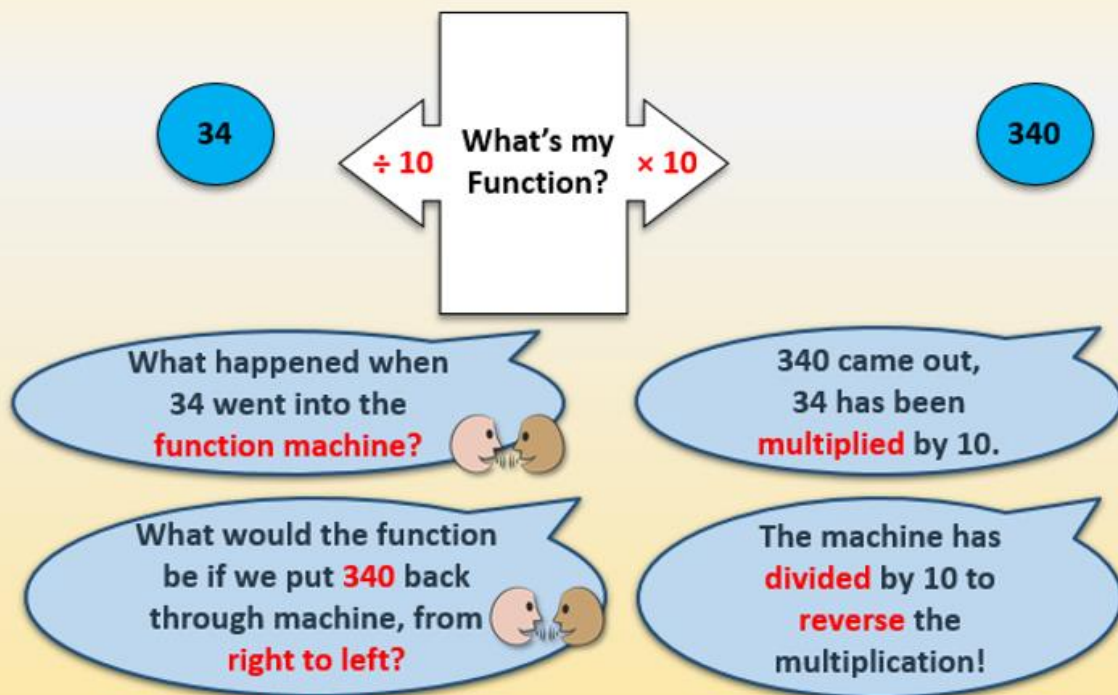 34
÷ 10
What's my
Function?
× 10
340
What happened when
34 went into the
function machine?
340 came out,
34 has been
multiplied by 10.
What would the function
be if we put 340 back
through machine, from
right to left?
The machine has
divided by 10 to
reverse the
multiplication!